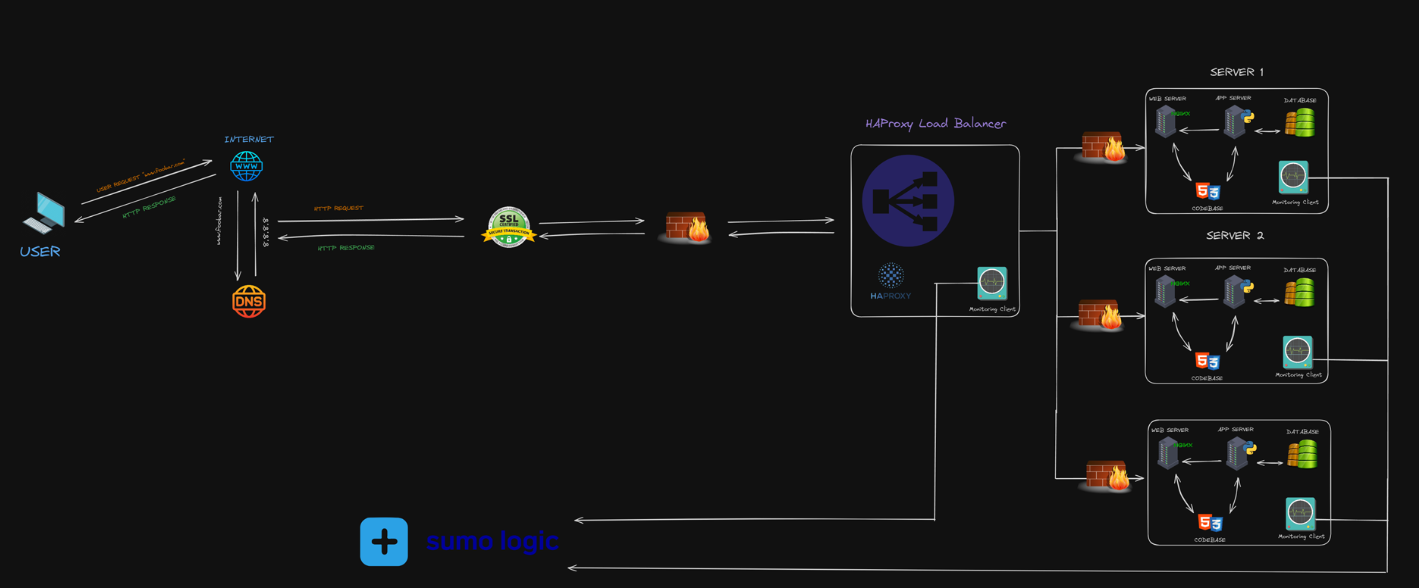 SERVER 1
WEB SERVER
APP SERVER
DATABASE
NGINX
CODEBASE
Monitoring Client
HAProxy Load Balancer
HAPROXY
Monitoring Client
INTERNET
WWW
USER REQUEST "www.foobar.com"
HTTP RESPONSE
USER
www.foobar.com
8.8.8.8
DNS
HTTP REQUEST
HTTP RESPONSE
SSL
SECURE TRANSACTION
SERVER 2
WEB SERVER
APP SERVER
DATABASE
NGINX
CODEBASE
Monitoring Client
WEB SERVER
APP SERVER
DATABASE
NGINX
CODEBASE
Monitoring Client
sumo logic